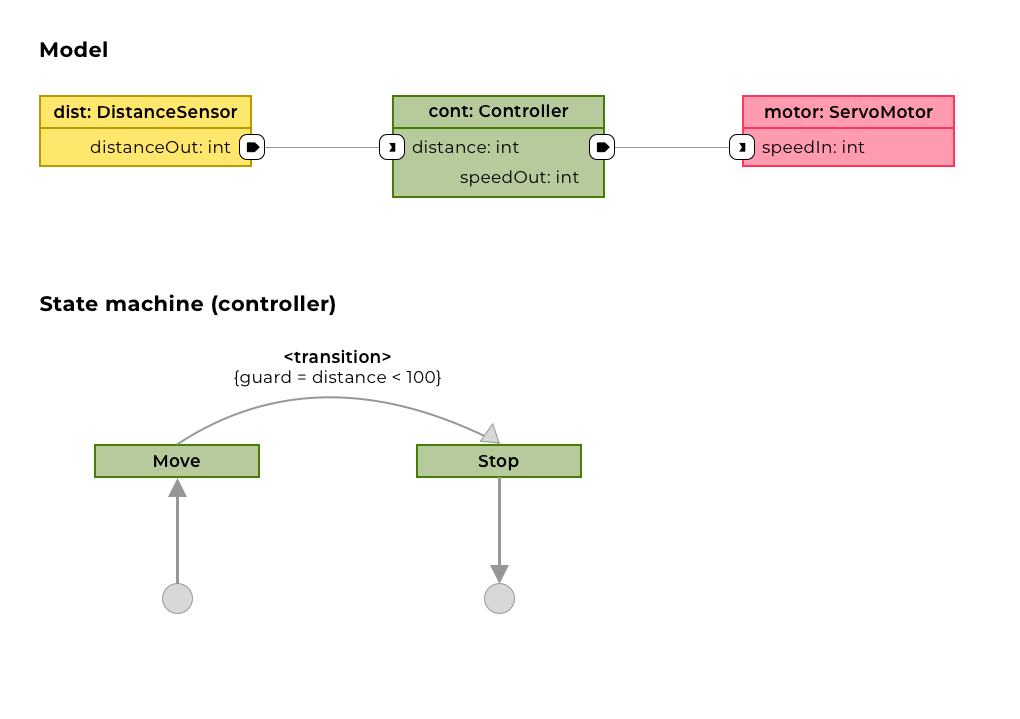 Model
dist: DistanceSensor
distanceOut: int
cont: Controller
distance: int
speedOut: int
motor: ServoMotor
speedIn: int
State machine (controller)
<transition>
{guard = distance < 100}
Move
Stop